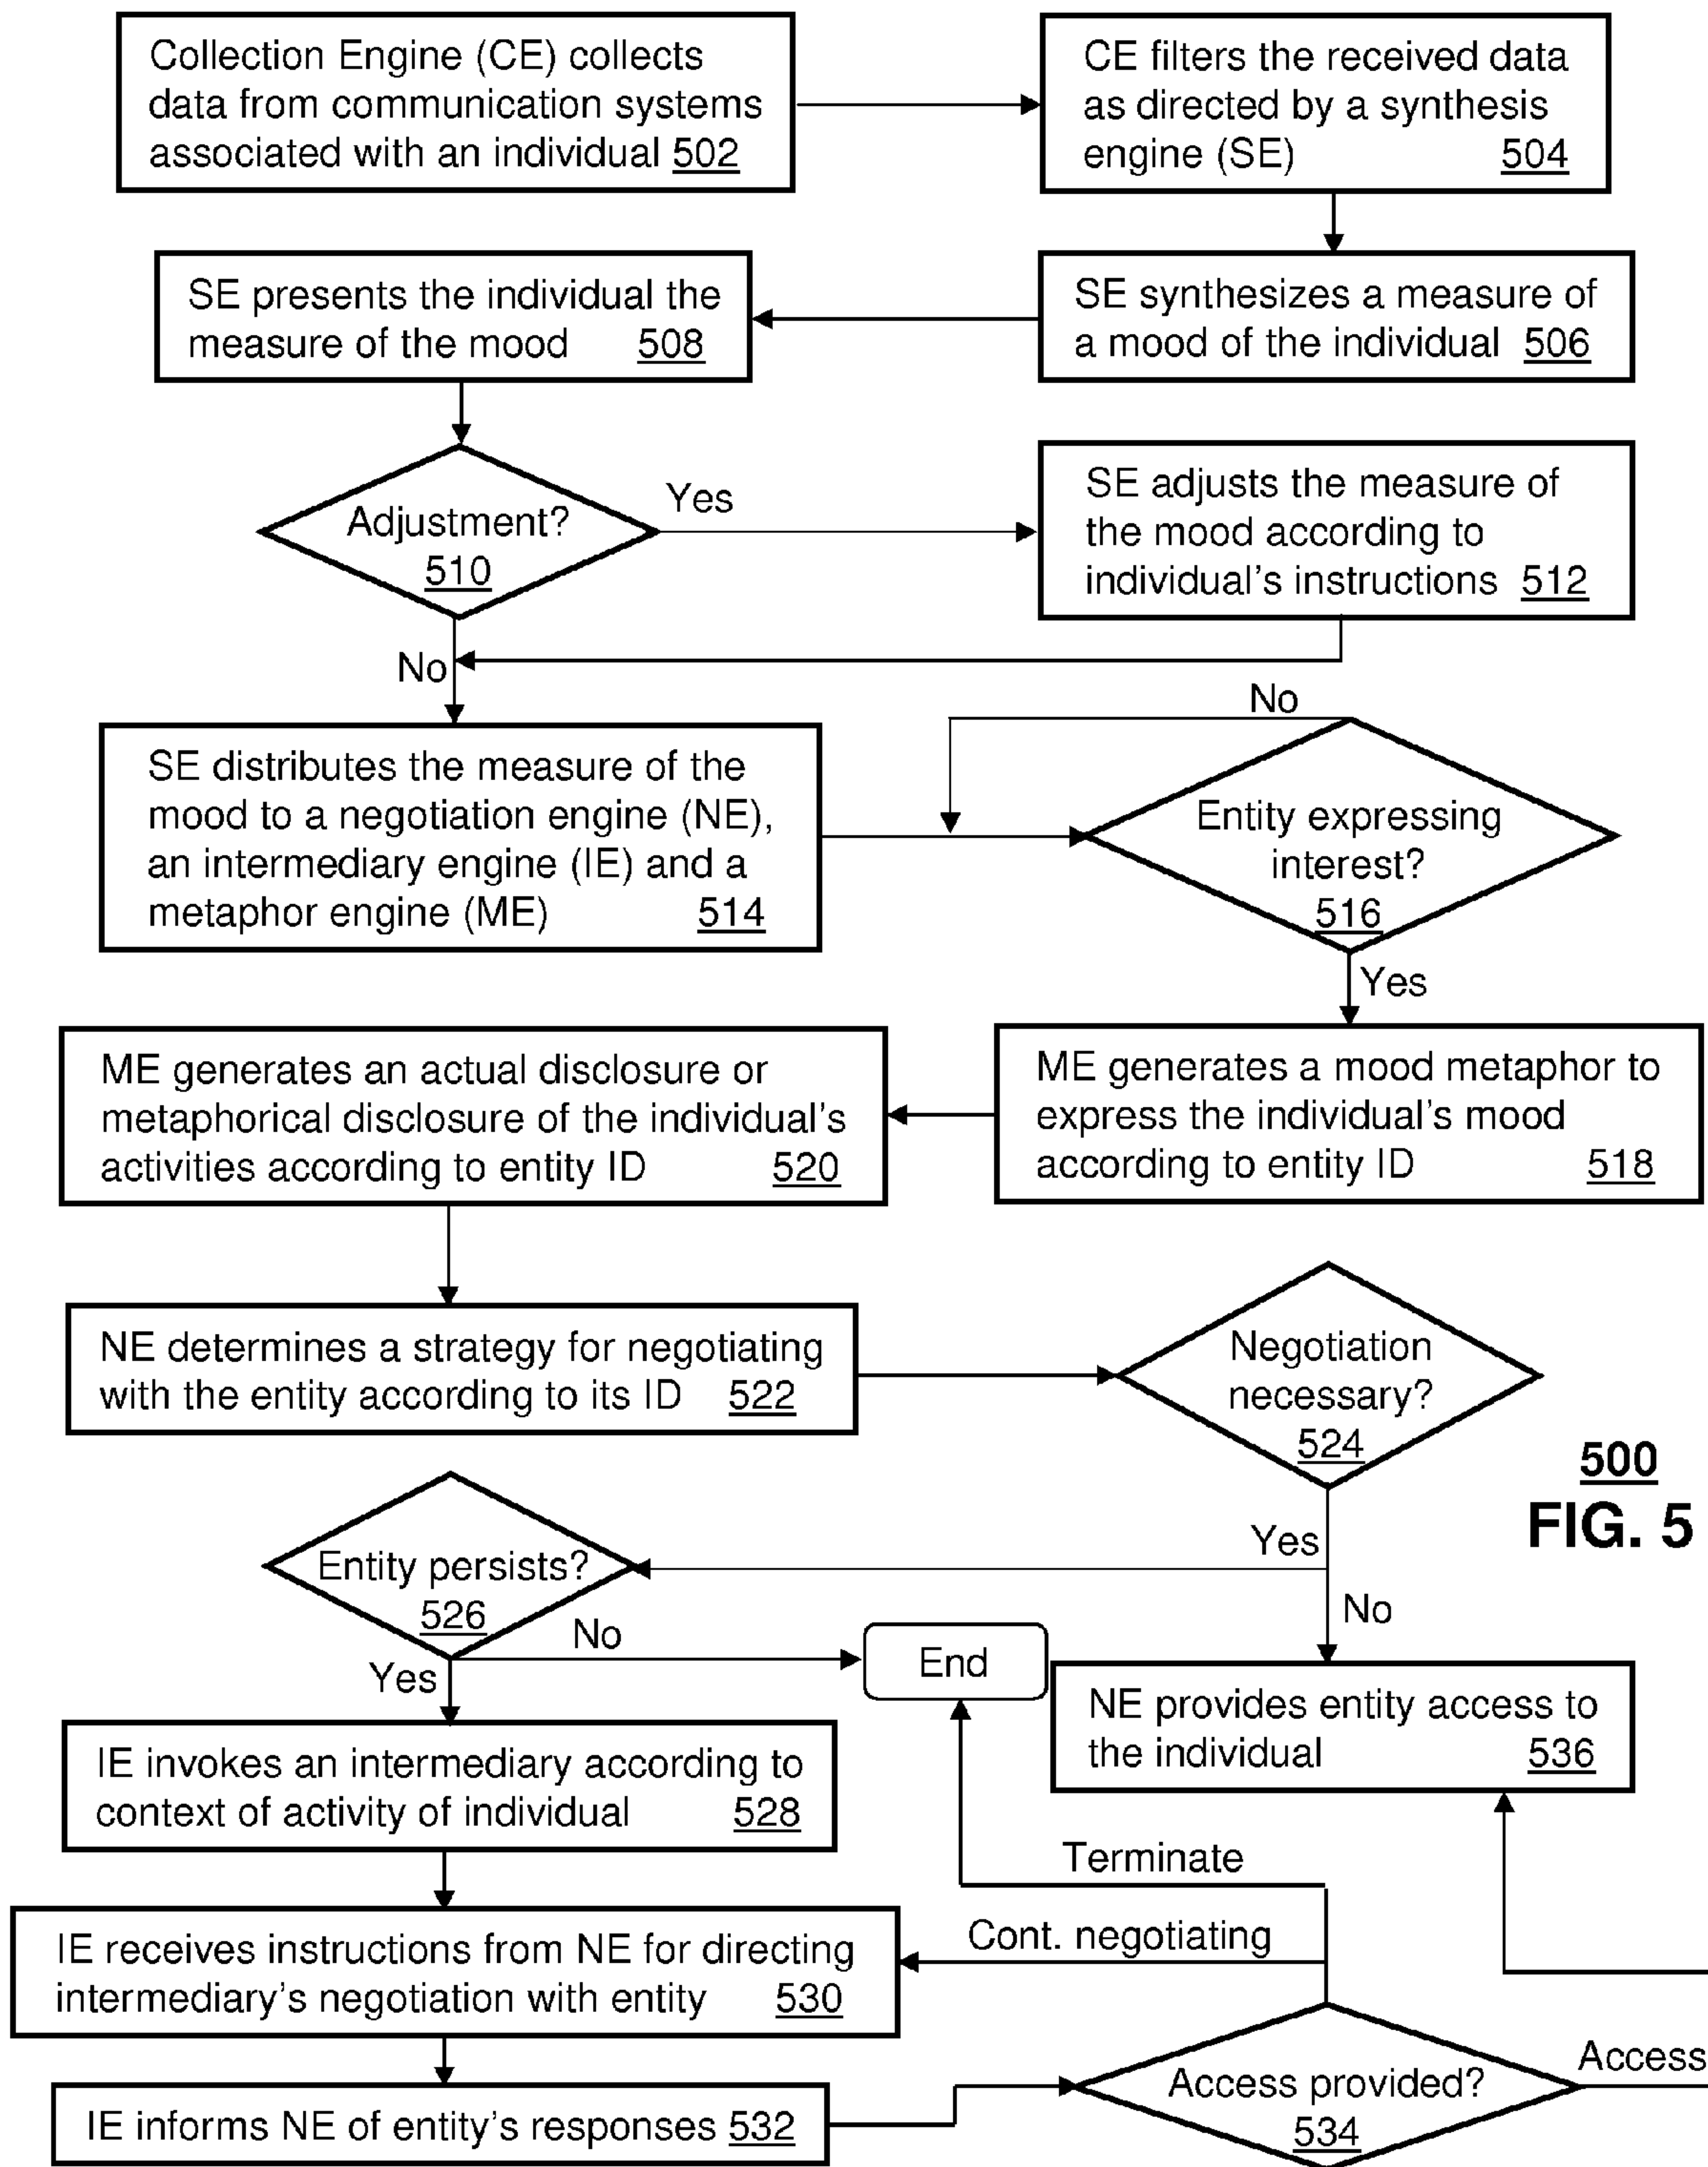 Collection Engine (CE) collects
data from communication systems
associated with an individual 502
CE filters the received data
as directed by a synthesis
engine (SE) 504
SE presents the individual the
measure of the mood 508
SE synthesizes a measure of
a mood of the individual 506
Adjustment?
510
Yes
SE adjusts the measure of
the mood according to
individual's instructions 512
No
No
SE distributes the measure of the
mood to a negotiation engine (NE),
an intermediary engine (IE) and a
metaphor engine (ME) 514
Entity expressing
interest?
516
Yes
ME generates an actual disclosure or
metaphorical disclosure of the individual's
activities according to entity ID 520
ME generates a mood metaphor to
express the individual's mood
according to entity ID 518
NE determines a strategy for negotiating
with the entity according to its ID 522
Negotiation
necessary?
524
500
FIG. 5
Yes
Entity persists?
526
No
No
Yes
End
NE provides entity access to
the individual 536
IE invokes an intermediary according to
context of activity of individual 528
Terminate
Cont. negotiating
IE receives instructions from NE for directing
intermediary's negotiation with entity 530
Access
Access provided?
534
IE informs NE of entity's responses 532